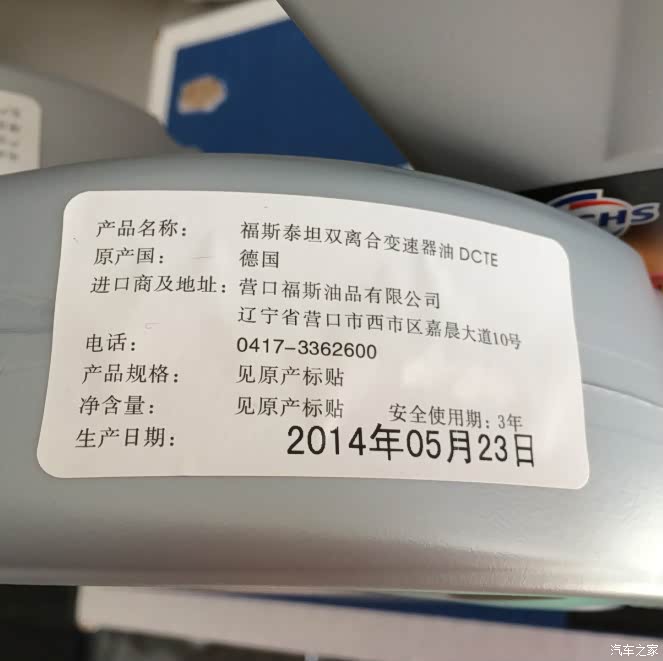 产品名称： 福斯泰坦双离合变速器油 DCTE
原产国： 德国
进口商及地址： 营口福斯油品有限公司
辽宁省营口市西市区嘉晨大道10号
电话： 0417-3362600
产品规格： 见原产标贴
净含量： 见原产标贴 安全使用期：3年
生产日期： 2014年05月23日
汽车之家